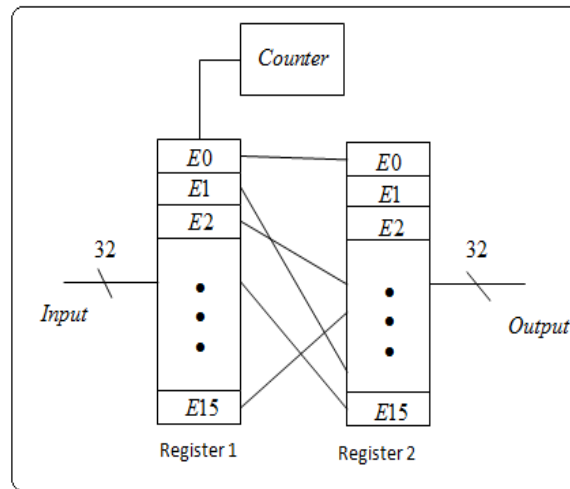 Counter
E0 E0
E1 E1
E2 E2
32 32
Input Output
E15 E15
Register 1 Register 2